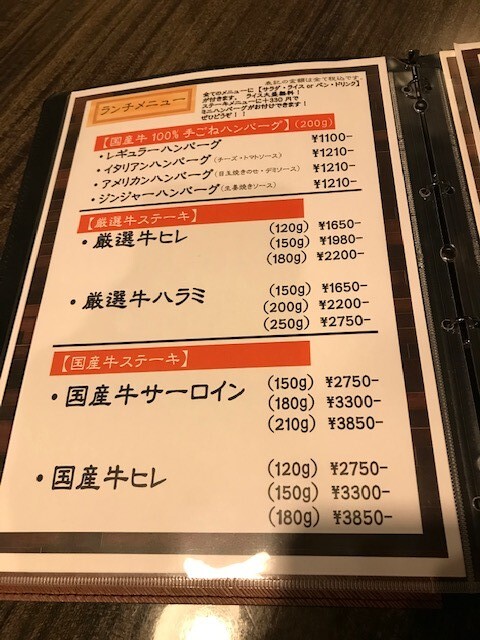 表記の金額は全て税込です。
ランチメニュー
全てのメニューに【サラダ・ライス or パン・ドリンク】
が付きます。 ライス大盛無料！
ステーキメニューに+330円で
ミニハンバーグがお付けできます！
ぜひどうぞ！！
【国産牛100%手ごねハンバーグ】(200g)
・レギュラーハンバーグ ¥1100-
・イタリアンハンバーグ(チーズ・トマトソース) ¥1210-
・アメリカンハンバーグ(目玉焼きのせ・デミソース) ¥1210-
・ジンジャーハンバーグ(生姜焼きソース) ¥1210-
【厳選牛ステーキ】
・厳選牛ヒレ (120g) ¥1650-
(150g) ¥1980-
(180g) ¥2200-
・厳選牛ハラミ (150g) ¥1650-
(200g) ¥2200-
(250g) ¥2750-
【国産牛ステーキ】
・国産牛サーロイン (150g) ¥2750-
(180g) ¥3300-
(210g) ¥3850-
・国産牛ヒレ (120g) ¥2750-
(150g) ¥3300-
(180g) ¥3850-